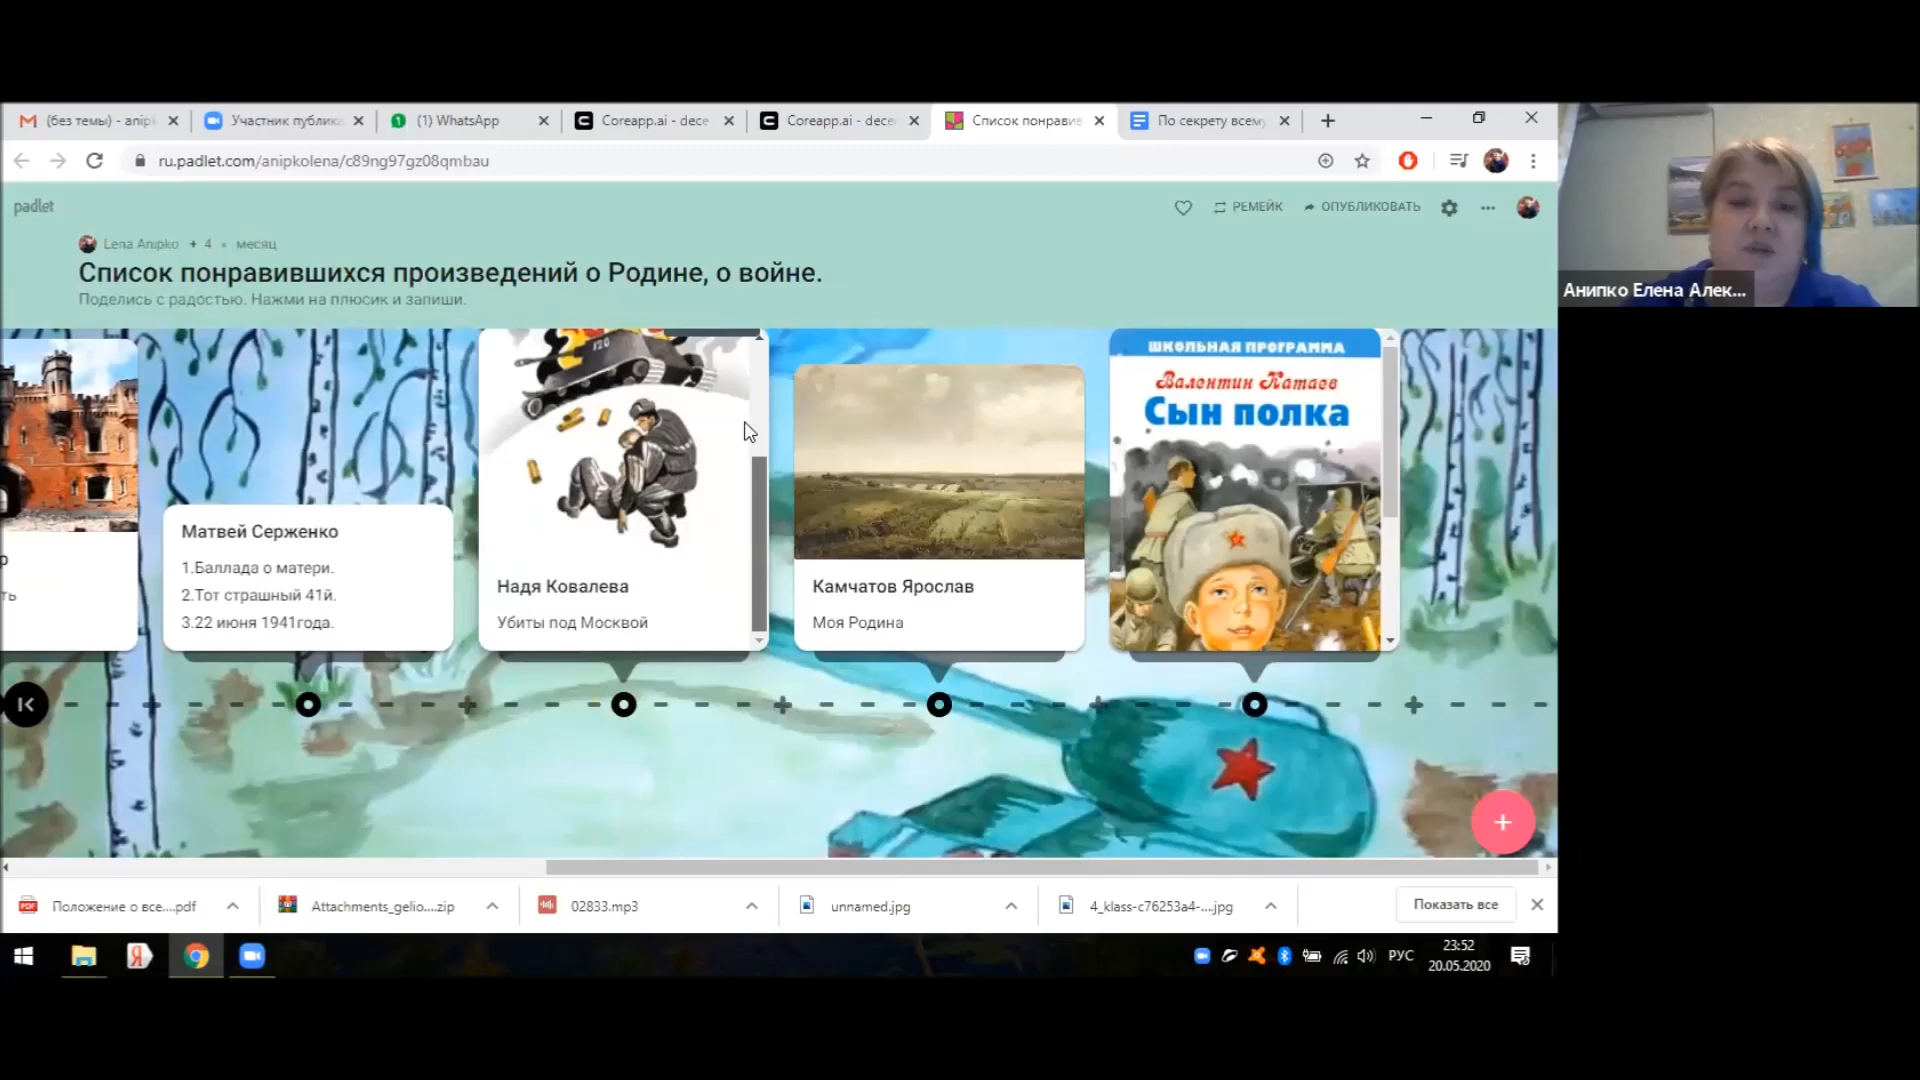 (без темы) - anip
Участник публик
(1) WhatsApp
Coreapp.ai - dece
Coreapp.ai - dece
Список понравив
По секрету всем
ru.padlet.com/anipkolena/c89ng97gz08qmbau
padlet
РЕМЕЙК
ОПУБЛИКОВАТЬ
Lena Anipko + 4 • месяц
Список понравившихся произведений о Родине, о войне.
Поделись с радостью. Нажми на плюсик и запиши.
р
ть
Матвей Серженко
1.Баллада о матери.
2.Тот страшный 41й.
3.22 июня 1941года.
120
Надя Ковалева
Убиты под Москвой
Камчатов Ярослав
Моя Родина
ШКОЛЬНАЯ ПРОГРАММА
Валентин Катаев
Сын полка
Анипко Елена Алек...
Положение о все....pdf
Attachments_gelio....zip
02833.mp3
unnamed.jpg
4_klass-c76253a4-....jpg
Показать все
РУС
23:52
20.05.2020